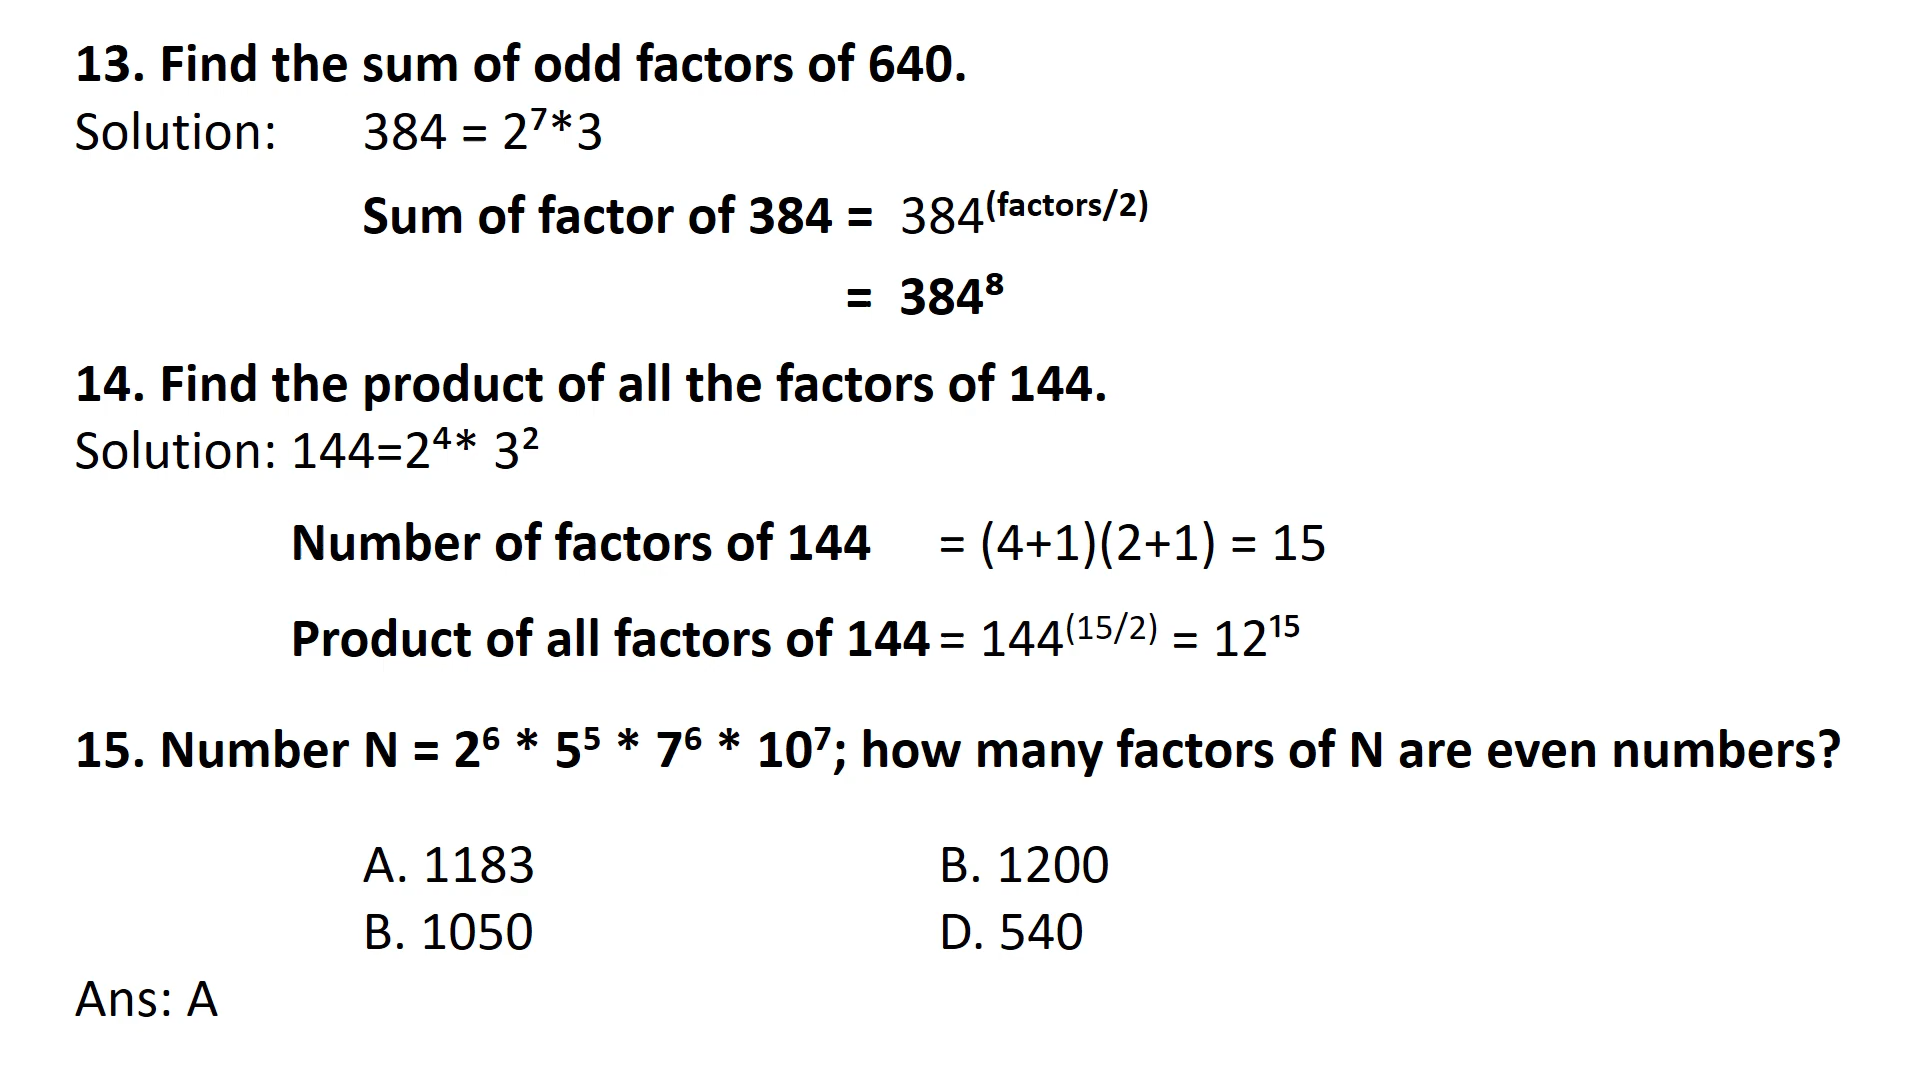 13. Find the sum of odd factors of 640.
Solution: 384 = 2⁷*3
Sum of factor of 384 = 384⁽ᶠᵃᶜᵗᵒʳˢ/²⁾
= 384⁸
14. Find the product of all the factors of 144.
Solution: 144=2⁴* 3²
Number of factors of 144 = (4+1)(2+1) = 15
Product of all factors of 144 = 144⁽¹⁵/²⁾ = 12¹⁵
15. Number N = 2⁶ * 5⁵ * 7⁶ * 10⁷; how many factors of N are even numbers?
A. 1183 B. 1200
B. 1050 D. 540
Ans: A